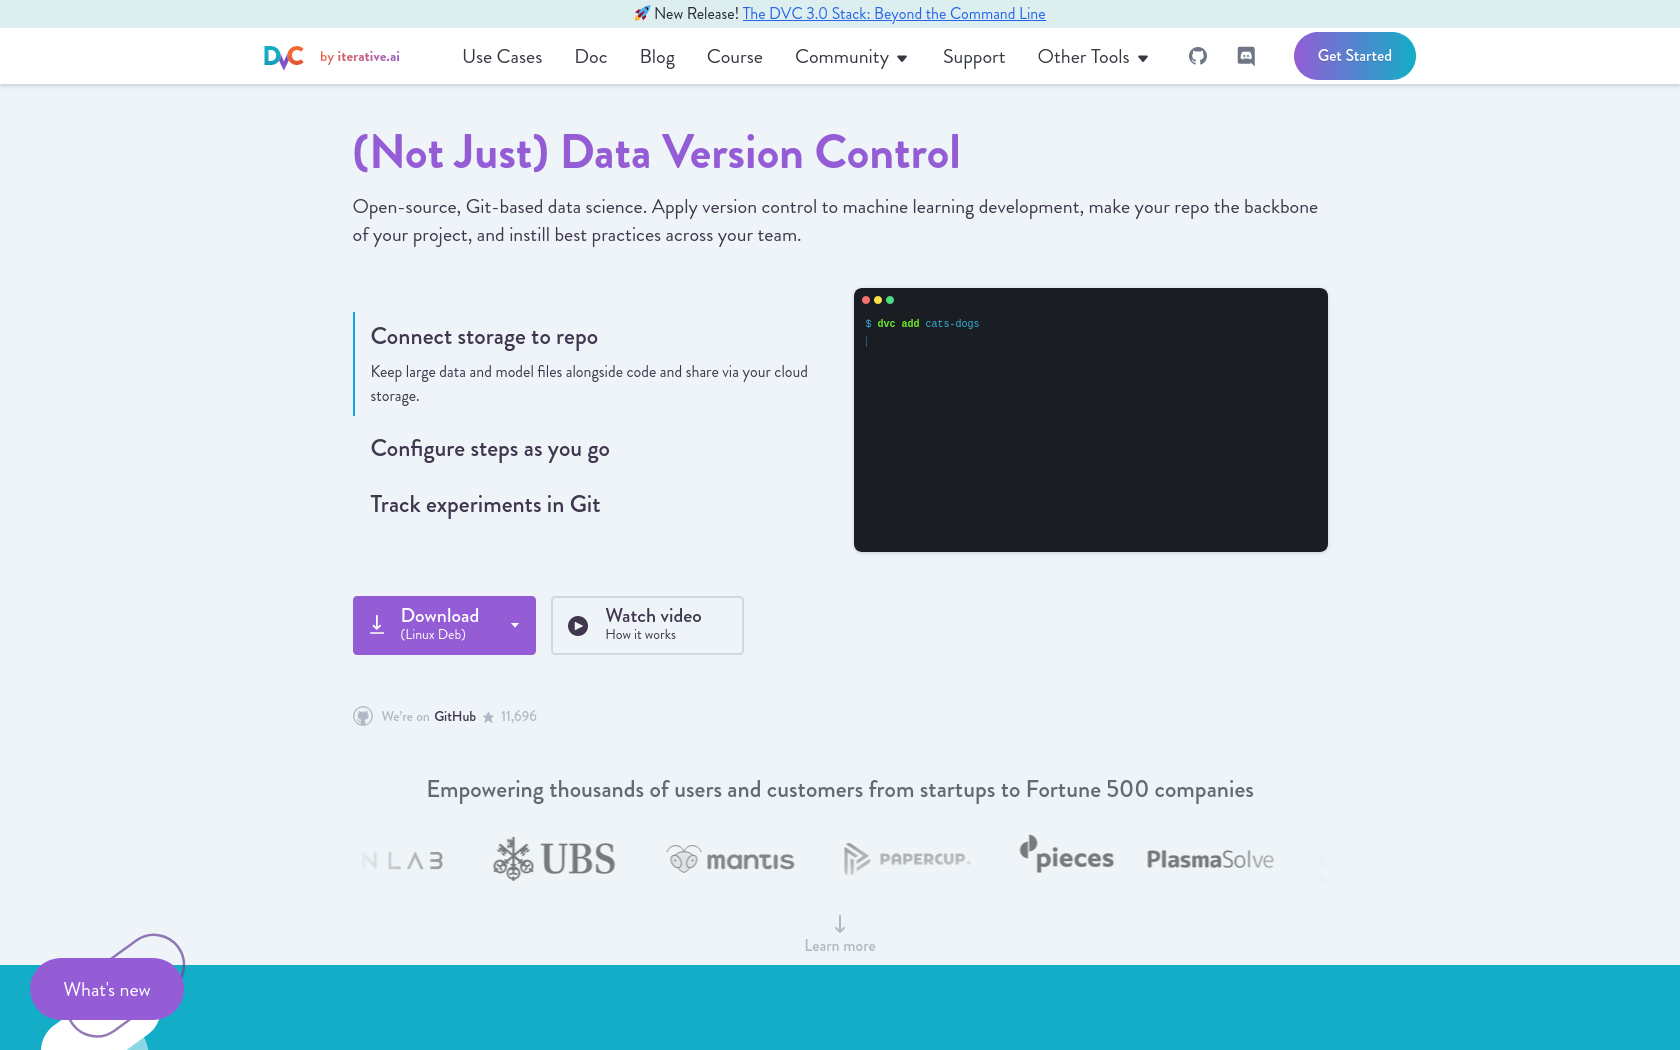 🚀 New Release! The DVC 3.0 Stack: Beyond the Command Line
DVC by iterative.ai Use Cases Doc Blog Course Community Support Other Tools Get Started
(Not Just) Data Version Control
Open-source, Git-based data science. Apply version control to machine learning development, make your repo the backbone
of your project, and instill best practices across your team.
Connect storage to repo
Keep large data and model files alongside code and share via your cloud
storage.
Configure steps as you go
Track experiments in Git
$ dvc add cats-dogs
Download
(Linux Deb)
Watch video
How it works
We're on GitHub ★ 11,696
Empowering thousands of users and customers from startups to Fortune 500 companies
N L A B UBS mantis PAPERCUP. pieces PlasmaSolve
Learn more
What's new